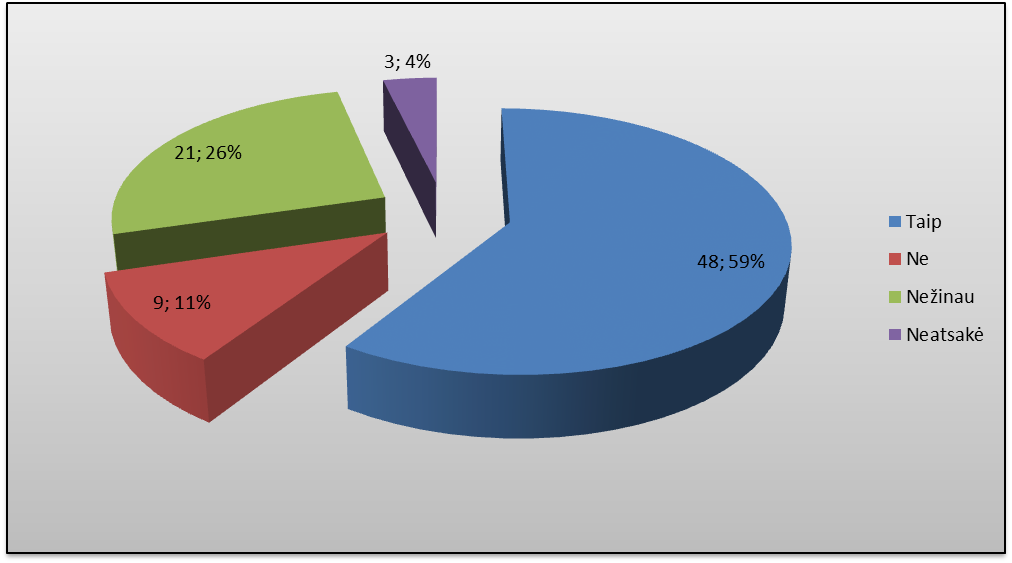 3; 4%
21; 26%
48; 59%
9; 11%
Taip
Ne
Nežinau
Neatsakė